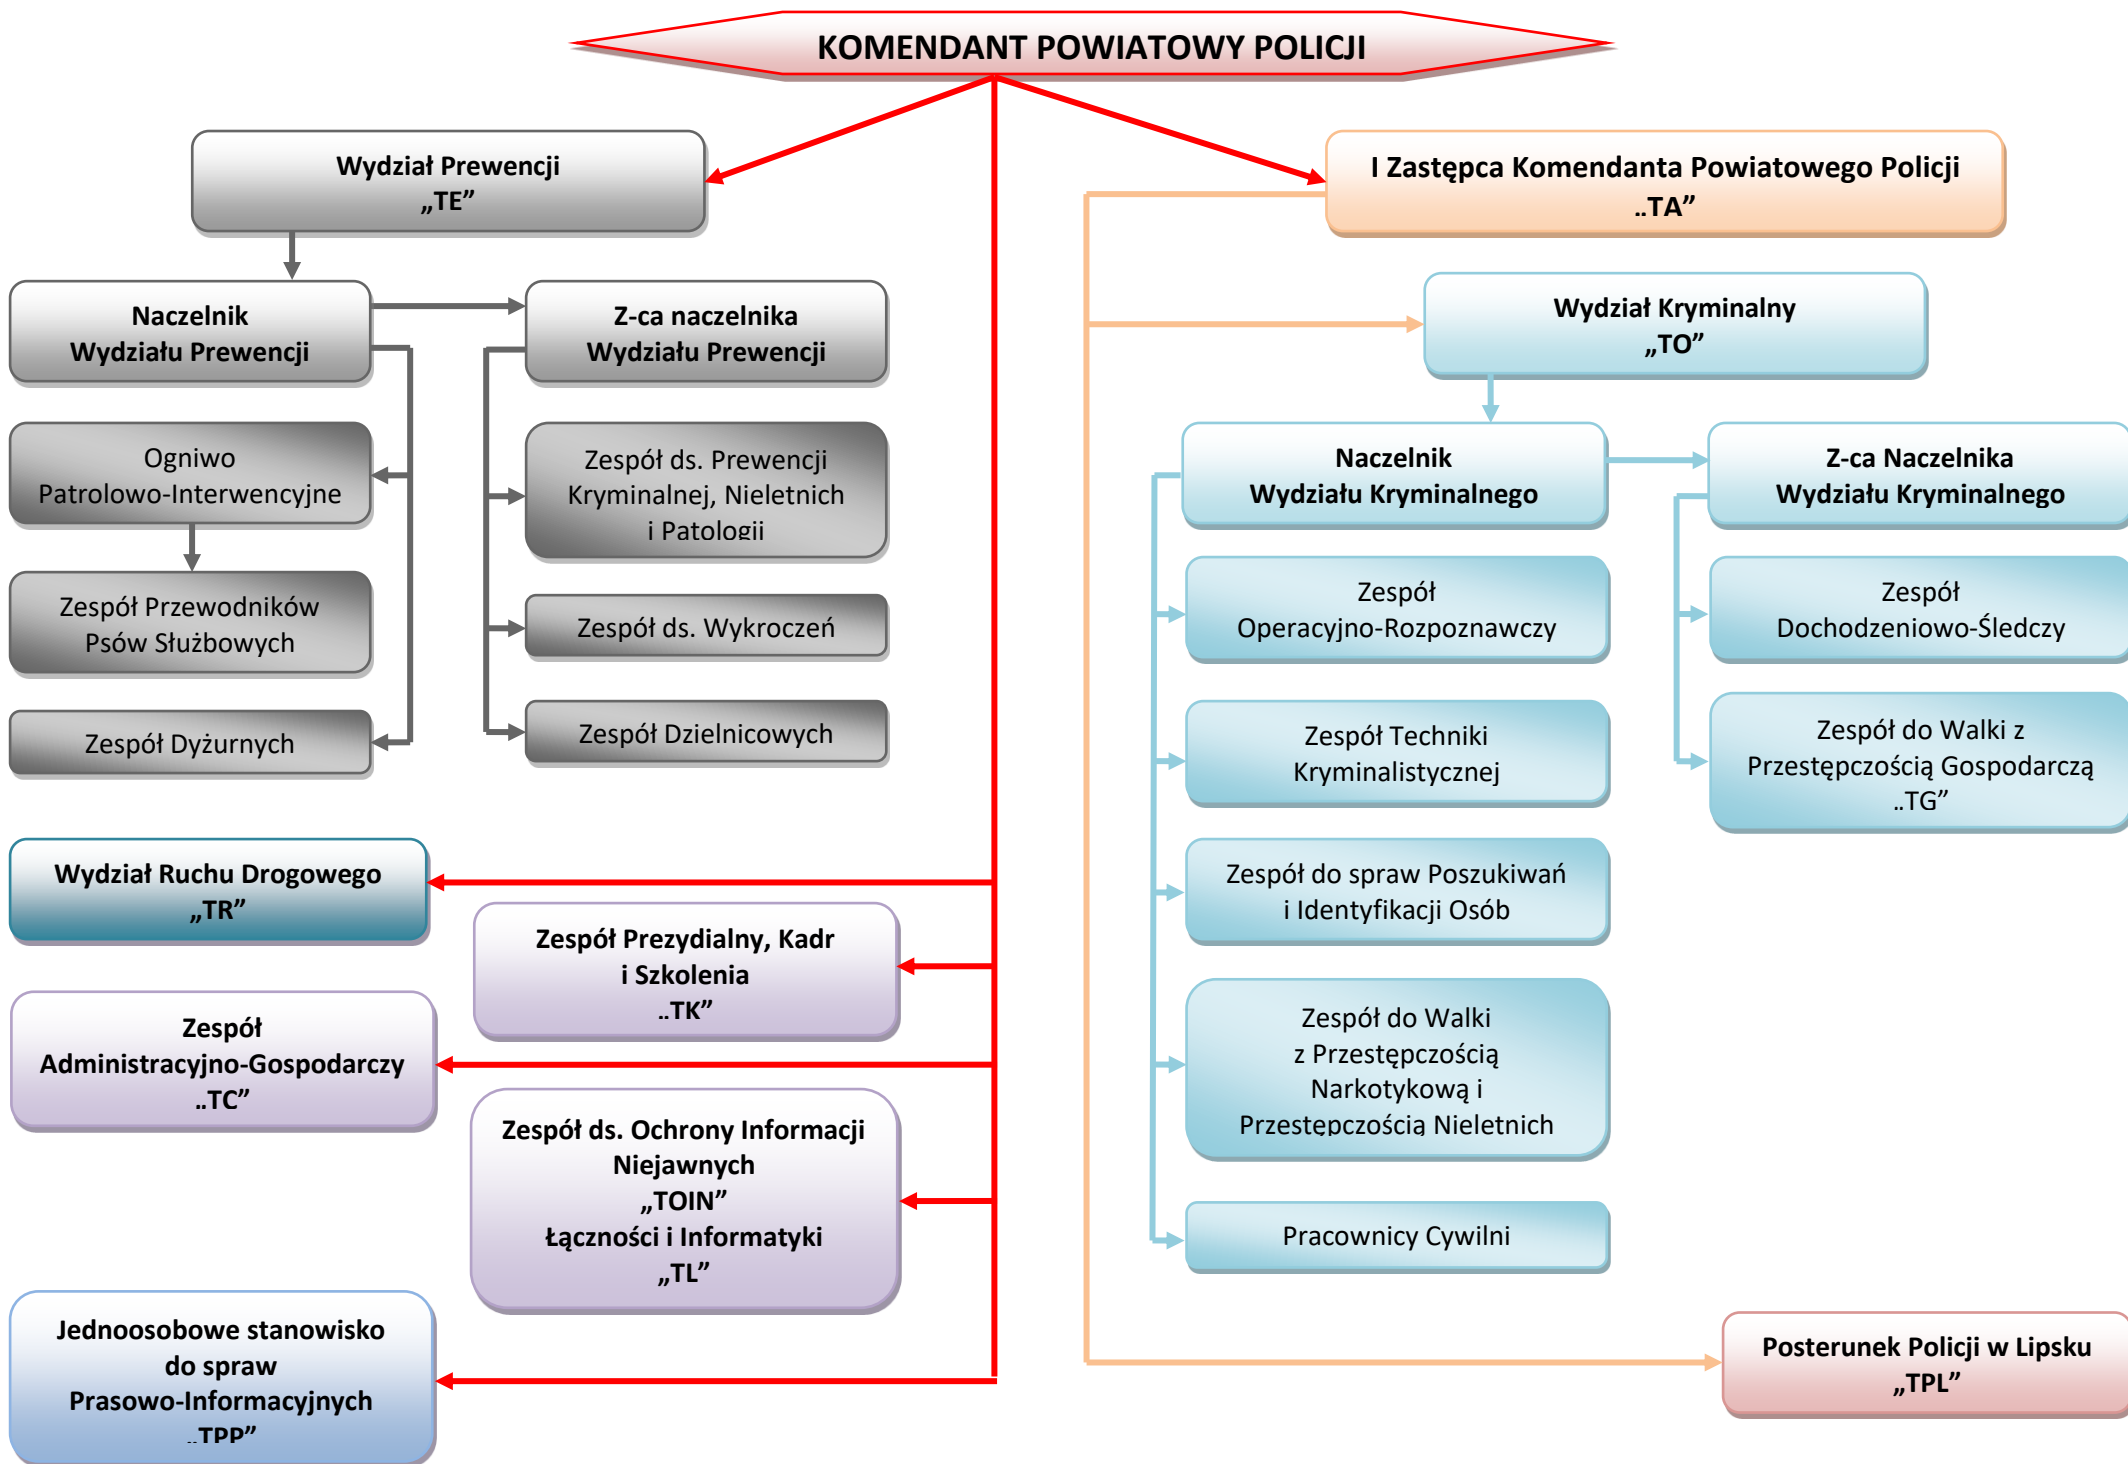 KOMENDANT POWIATOWY POLICJI
Wydział Prewencji
„TE”
I Zastępca Komendanta Powiatowego Policji
„TA”
Naczelnik
Wydziału Prewencji
Z-ca naczelnika
Wydziału Prewencji
Wydział Kryminalny
„TO”
Ogniwo
Patrolowo-Interwencyjne
Zespół Przewodników
Psów Służbowych
Zespół Dyżurnych
Zespół ds. Prewencji
Kryminalnej, Nieletnich
i Patologii
Zespół ds. Wykroczeń
Zespół Dzielnicowych
Naczelnik
Wydziału Kryminalnego
Z-ca Naczelnika
Wydziału Kryminalnego
Zespół
Operacyjno-Rozpoznawczy
Zespół Techniki
Kryminalistycznej
Zespół do spraw Poszukiwań
i Identyfikacji Osób
Zespół do Walki
z Przestępczością
Narkotykową i
Przestępczością Nieletnich
Pracownicy Cywilni
Zespół
Dochodzeniowo-Śledczy
Zespół do Walki z
Przestępczością Gospodarczą
„TG”
Wydział Ruchu Drogowego
„TR”
Zespół Prezydialny, Kadr
i Szkolenia
„TK”
Zespół
Administracyjno-Gospodarczy
„TC”
Zespół ds. Ochrony Informacji
Niejawnych
„TOIN”
Łączności i Informatyki
„TL”
Jednoosobowe stanowisko
do spraw
Prasowo-Informacyjnych
„TPP”
Posterunek Policji w Lipsku
„TPL”